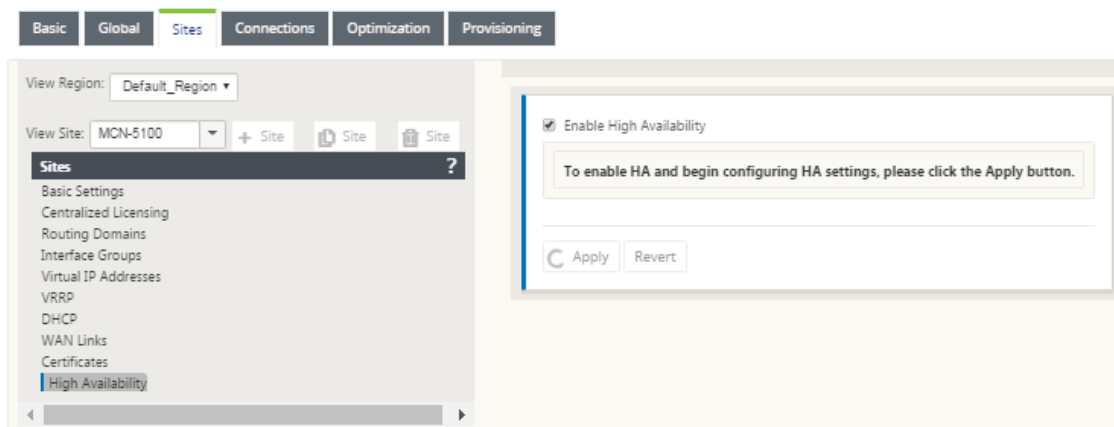 Basic Global Sites Connections Optimization Provisioning
View Region: Default_Region
View Site: MCN-5100 + Site Site Site
Sites ?
Basic Settings
Centralized Licensing
Routing Domains
Interface Groups
Virtual IP Addresses
VRRP
DHCP
WAN Links
Certificates
High Availability
Enable High Availability
To enable HA and begin configuring HA settings, please click the Apply button.
Apply Revert